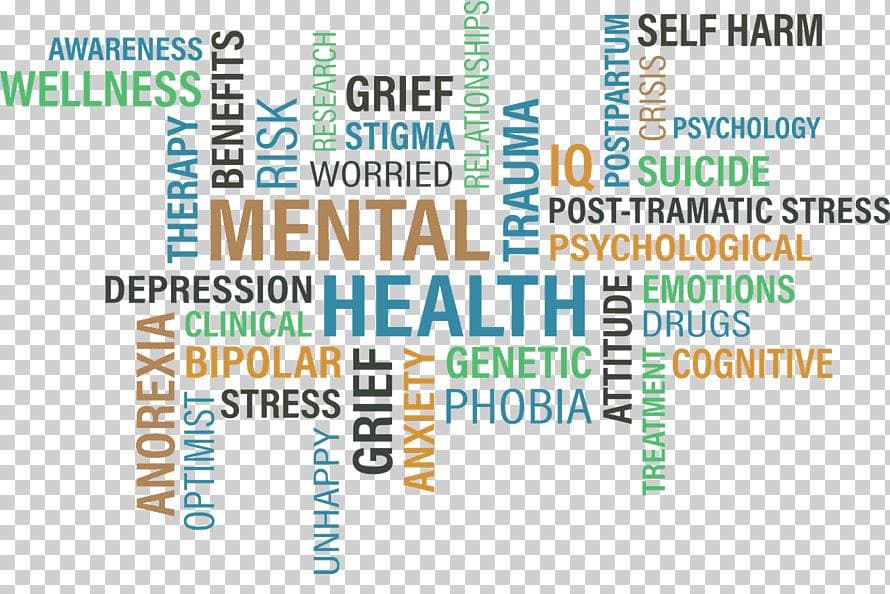 RELATIONSHIPS
SELF HARM
AWARENESS
BENEFITS
RESEARCH
POSTPARTUM
CRISIS
WELLNESS
GRIEF
RISK
TRAUMA
PSYCHOLOGY
THERAPY
STIGMA
WORRIED
IQ
SUICIDE
MENTAL
POST-TRAMATIC STRESS
PSYCHOLOGICAL
DEPRESSION
HEALTH
ATTITUDE
EMOTIONS
CLINICAL
DRUGS
ANOREXIA
BIPOLAR
GRIEF
ANXIETY
GENETIC
TREATMENT
COGNITIVE
OPTIMIST
STRESS
PHOBIA
UNHAPPY